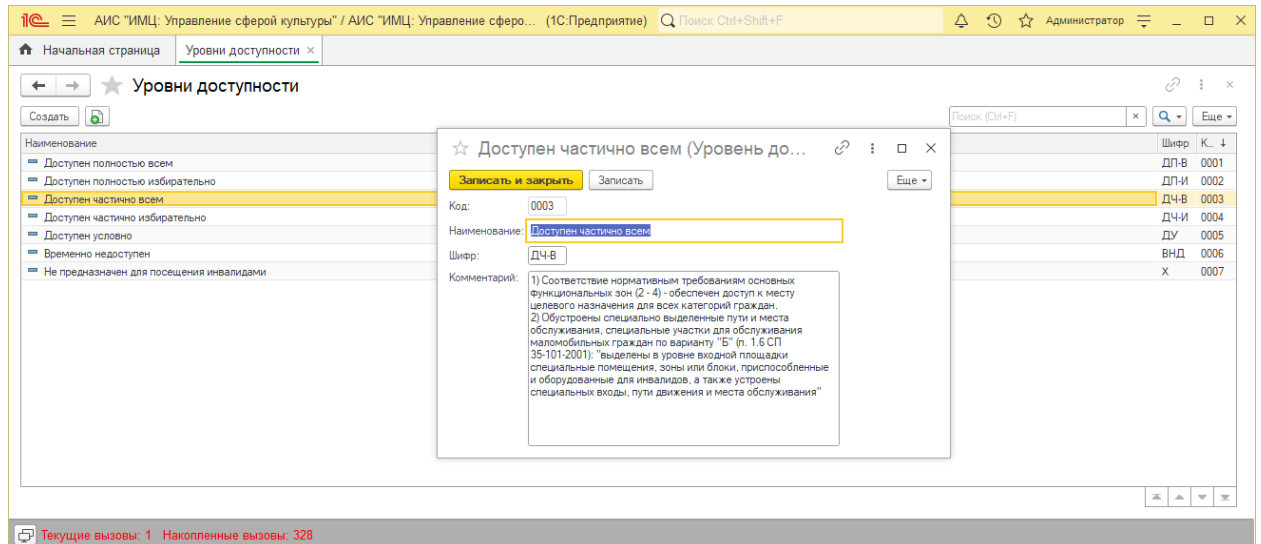 АИС "ИМЦ: Управление сферой культуры" / АИС "ИМЦ: Управление сферо... (1С:Предприятие) Поиск Ctrl+Shift+F Администратор
Начальная страница Уровни доступности ×
Уровни доступности
Создать Поиск (Ctrl+F) × Еще
Наименование Шифр К... ↓
Доступен полностью всем ДП-В 0001
Доступен полностью избирательно ДП-И 0002
Доступен частично всем ДЧ-В 0003
Доступен частично избирательно ДЧ-И 0004
Доступен условно ДУ 0005
Временно недоступен ВНД 0006
Не предназначен для посещения инвалидами Х 0007
Доступен частично всем (Уровень до...
Записать и закрыть Записать Еще
Код: 0003
Наименование: Доступен частично всем
Шифр: ДЧ-В
Комментарий: 1) Соответствие нормативным требованиям основных
функциональных зон (2 - 4) - обеспечен доступ к месту
целевого назначения для всех категорий граждан.
2) Обустроены специально выделенные пути и места
обслуживания, специальные участки для обслуживания
маломобильных граждан по варианту "Б" (п. 1.6 СП
35-101-2001): "выделены в уровне входной площадки
специальные помещения, зоны или блоки, приспособленные
и оборудованные для инвалидов, а также устроены
специальных входы, пути движения и места обслуживания"
Текущие вызовы: 1 Накопленные вызовы: 328